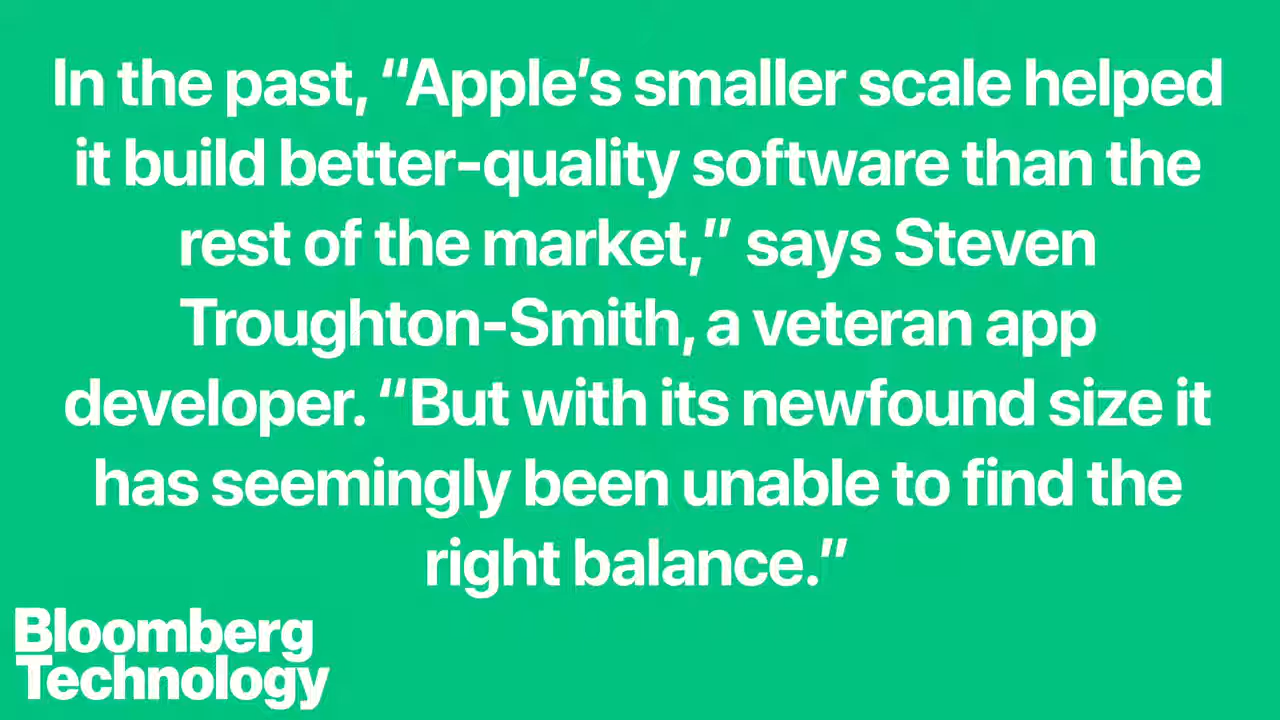 In the past, “Apple’s smaller scale helped
it build better-quality software than the
rest of the market,” says Steven
Troughton-Smith, a veteran app
developer. “But with its newfound size it
has seemingly been unable to find the
right balance.”
Bloomberg
Technology